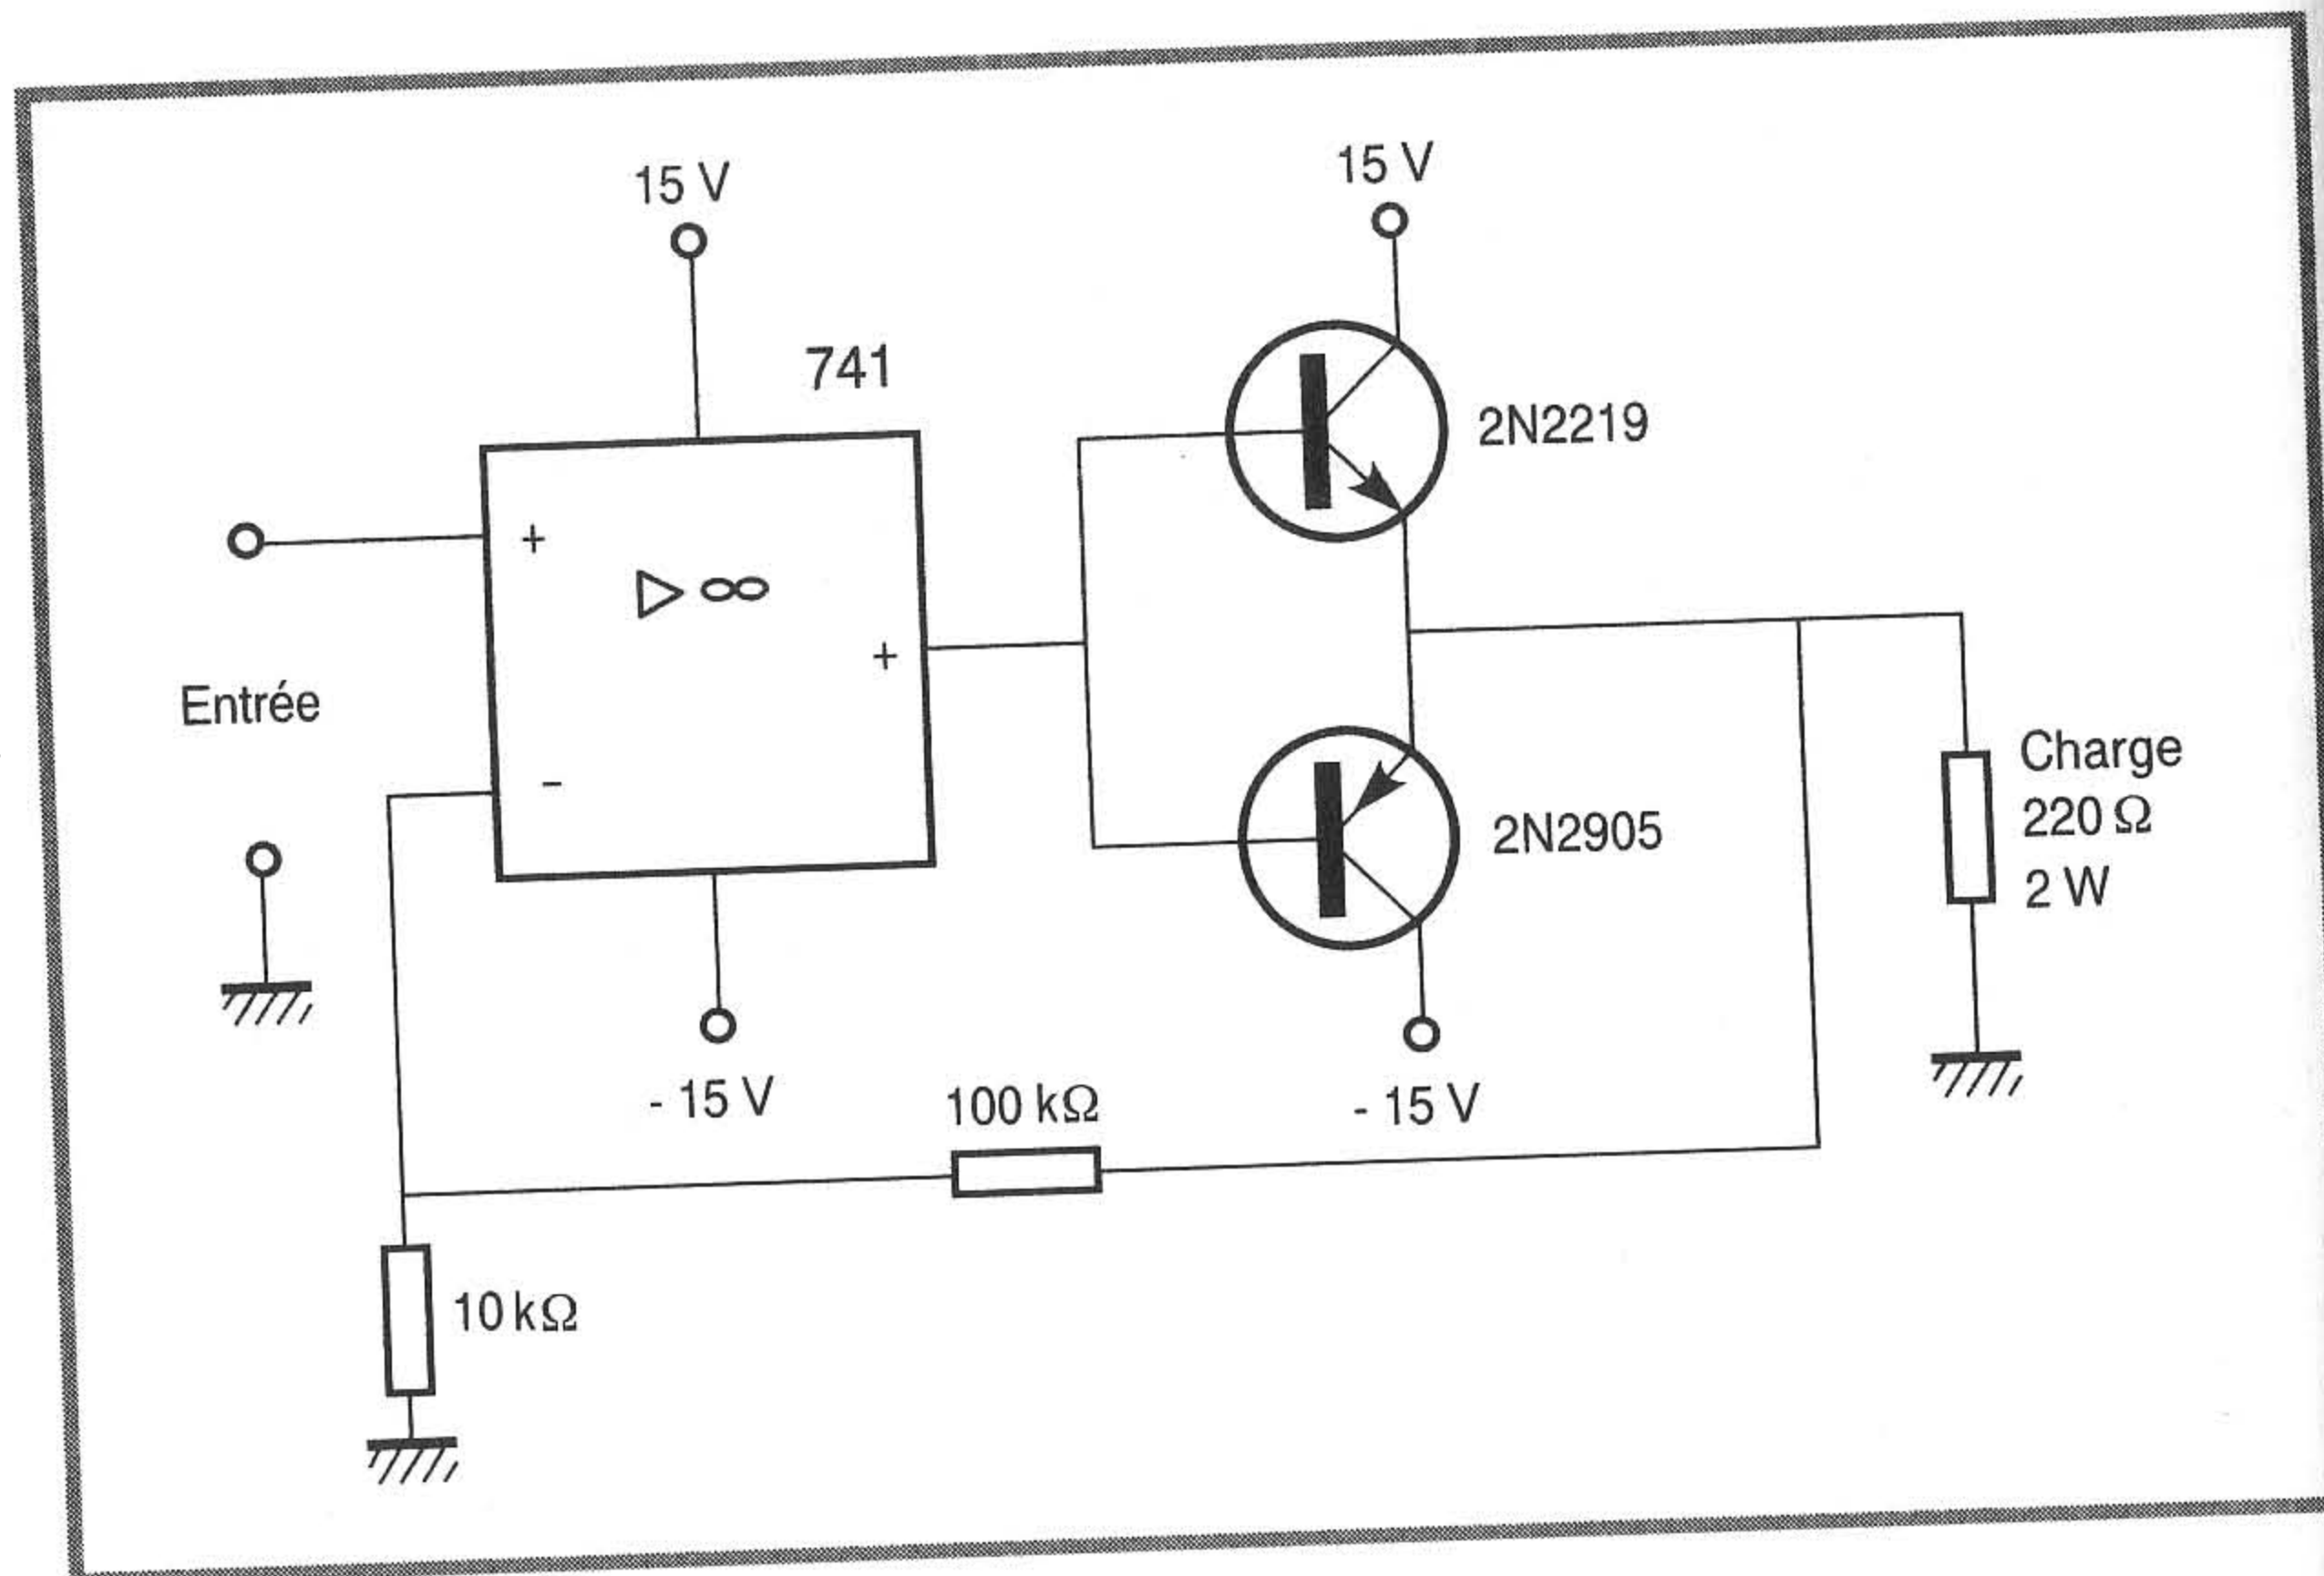 15 V
15 V
741
2N2219
+
▷ ∞
+
Entrée
-
Charge
220 Ω
2 W
2N2905
- 15 V
100 kΩ
- 15 V
10 kΩ